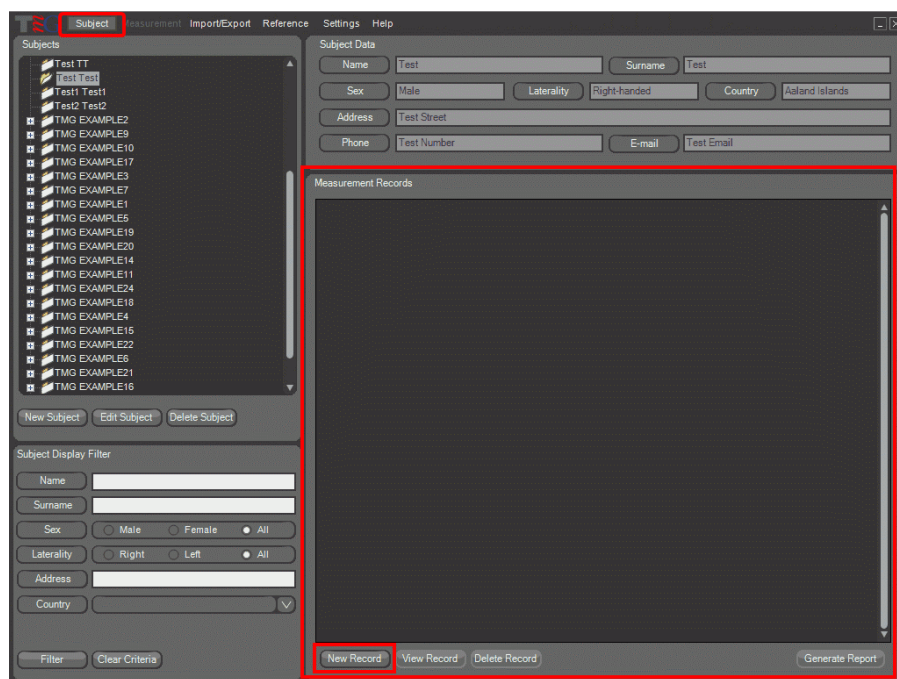 Subject Measurement Import/Export Reference Settings Help
Subjects
Test TT
Test Test
Test1 Test1
Test2 Test2
TMG EXAMPLE2
TMG EXAMPLE9
TMG EXAMPLE10
TMG EXAMPLE17
TMG EXAMPLE3
TMG EXAMPLE7
TMG EXAMPLE1
TMG EXAMPLE5
TMG EXAMPLE19
TMG EXAMPLE20
TMG EXAMPLE14
TMG EXAMPLE11
TMG EXAMPLE24
TMG EXAMPLE18
TMG EXAMPLE4
TMG EXAMPLE15
TMG EXAMPLE22
TMG EXAMPLE6
TMG EXAMPLE21
TMG EXAMPLE16
New Subject Edit Subject Delete Subject
Subject Display Filter
Name
Surname
Sex Male Female All
Laterality Right Left All
Address
Country
Filter Clear Criteria
Subject Data
Name Test Surname Test
Sex Male Laterality Right-handed Country Aaland Islands
Address Test Street
Phone Test Number E-mail Test Email
Measurement Records
New Record View Record Delete Record Generate Report